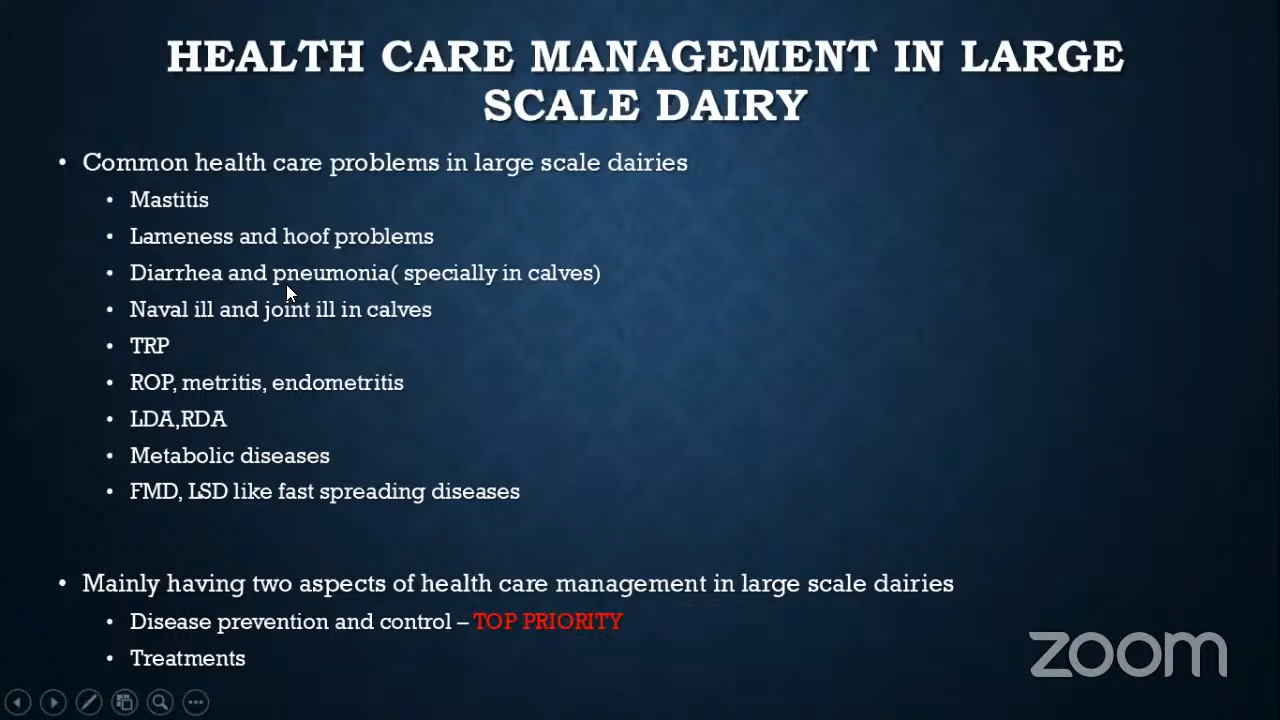 HEALTH CARE MANAGEMENT IN LARGE
SCALE DAIRY
• Common health care problems in large scale dairies
• Mastitis
• Lameness and hoof problems
• Diarrhea and pneumonia( specially in calves)
• Naval ill and joint ill in calves
• TRP
• ROP, metritis, endometritis
• LDA,RDA
• Metabolic diseases
• FMD, LSD like fast spreading diseases
• Mainly having two aspects of health care management in large scale dairies
• Disease prevention and control – TOP PRIORITY
• Treatments
zoom